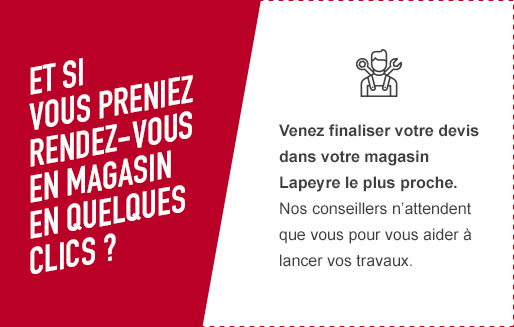 ET SI
VOUS PRENIEZ
RENDEZ-VOUS
EN MAGASIN
EN QUELQUES
CLICS ?
Venez finaliser votre devis
dans votre magasin
Lapeyre le plus proche.
Nos conseillers n’attendent
que vous pour vous aider à
lancer vos travaux.